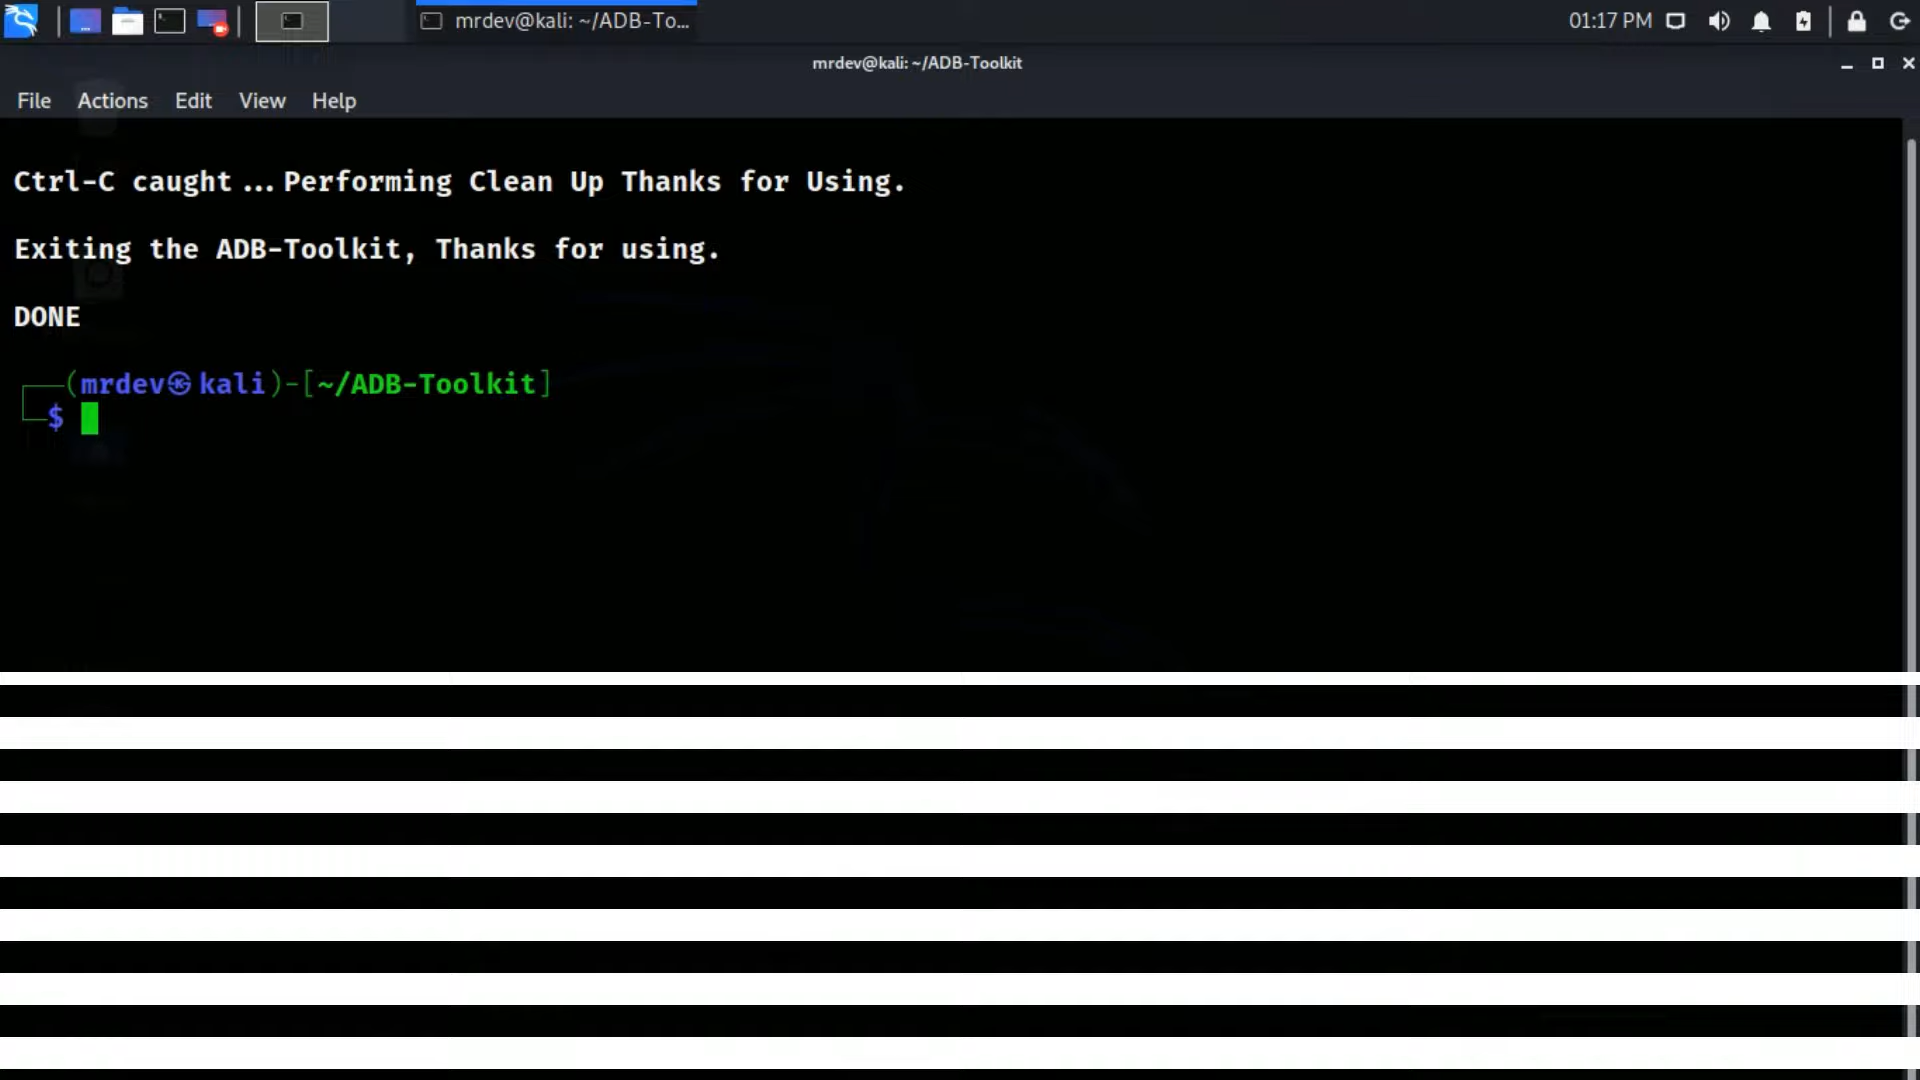 mrdev@kali: ~/ADB-To...
01:17 PM
mrdev@kali: ~/ADB-Toolkit
File Actions Edit View Help
Ctrl-C caught ... Performing Clean Up Thanks for Using.
Exiting the ADB-Toolkit, Thanks for using.
DONE
┌──(mrdev㉿kali)-[~/ADB-Toolkit]
└─$